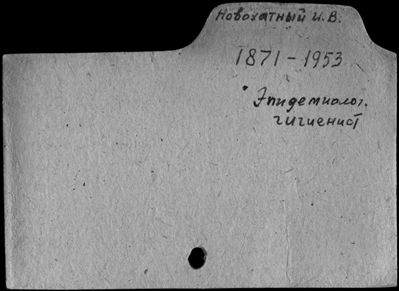 Новохатный И.В.
1871-1953
Эпидемиолог.
гигиенист